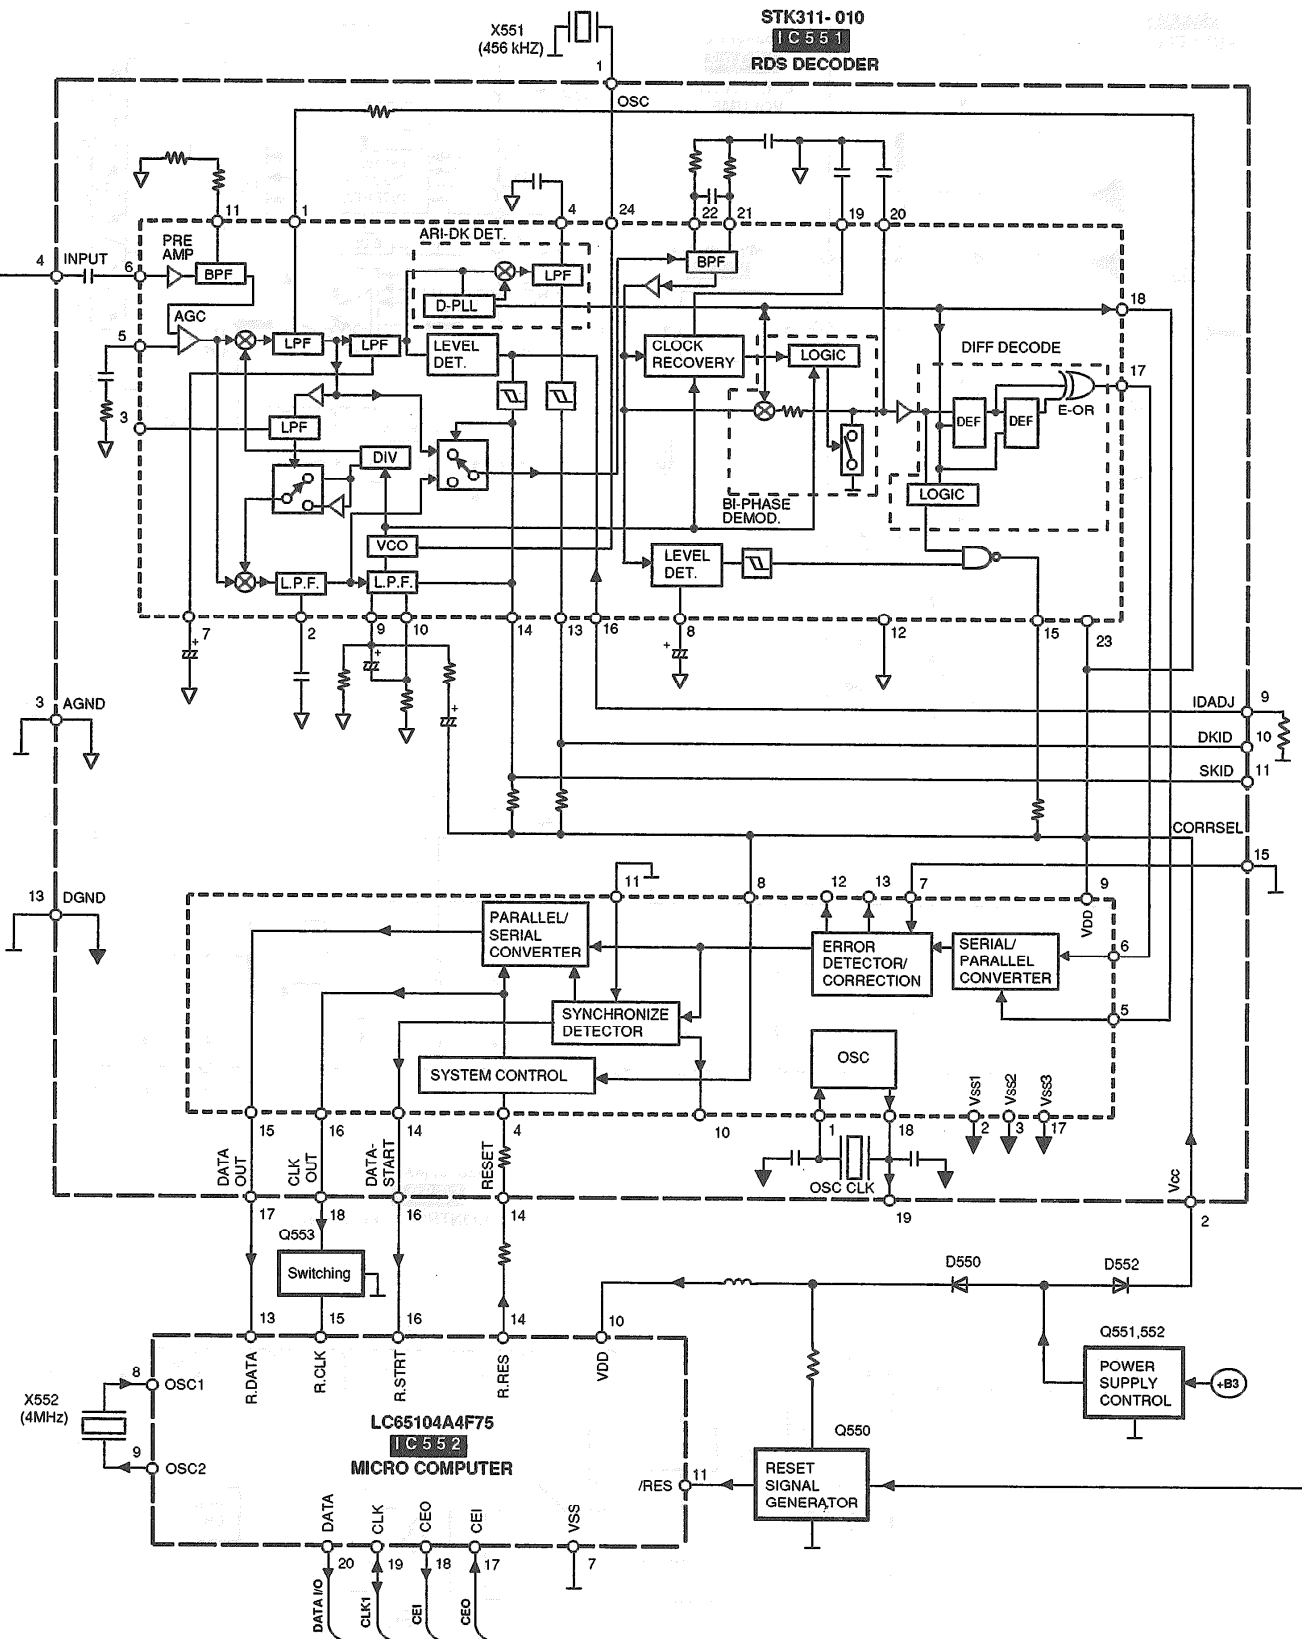 STK311-010
X551
(456 kHZ)
IC551
RDS DECODER
1
OSC
11
1
4
24
22
21
19
20
ARI-DK DET.
PRE
AMP
4
INPUT
6
BPF
LPF
BPF
D-PLL
18
AGC
5
LPF
LPF
LEVEL
DET.
CLOCK
RECOVERY
LOGIC
DIFF DECODE
17
E-OR
3
LPF
DEF
DEF
DIV
LOGIC
BI-PHASE
DEMOD.
VCO
LEVEL
DET.
L.P.F.
L.P.F.
7
2
9
10
14
13
16
8
12
15
23
+
+
+
+
3
AGND
IDADJ
9
DKID
10
SKID
11
CORRSEL
15
13
DGND
11
8
12
13
7
9
VDD
PARALLEL/
SERIAL
CONVERTER
ERROR
DETECTOR/
CORRECTION
SERIAL/
PARALLEL
CONVERTER
6
5
SYNCHRONIZE
DETECTOR
OSC
SYSTEM CONTROL
VSS1
VSS2
VSS3
15
16
14
4
10
1
18
2
3
17
DATA
OUT
CLK
OUT
DATA-
START
RESET
OSC CLK
Vcc
17
18
16
14
19
2
Q553
Switching
D550
D552
13
15
16
14
10
Q551,552
R.DATA
R.CLK
R.STRT
R.RES
VDD
POWER
SUPPLY
CONTROL
+B3
8
OSC1
X552
(4MHz)
9
OSC2
LC65104A4F75
IC552
MICRO COMPUTER
Q550
/RES
11
RESET
SIGNAL
GENERATOR
DATA
CLK
CEO
CEI
VSS
20
19
18
17
7
DATA I/O
CLK1
CEI
CEO